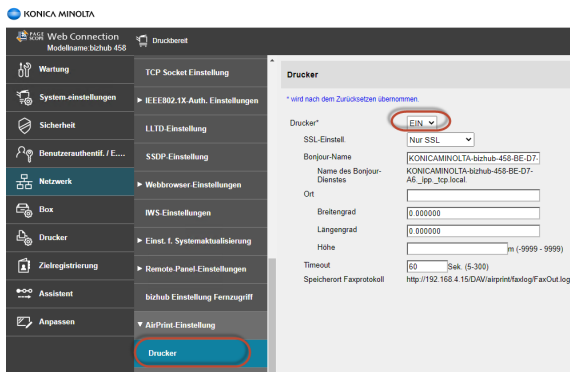 KONICA MINOLTA
PAGE SCOPE Web Connection
Modellname:bizhub 458
Druckbereit
Wartung
System-einstellungen
Sicherheit
Benutzerauthentif. / E....
Netzwerk
Box
Drucker
Zielregistrierung
Assistent
Anpassen
TCP Socket Einstellung
IEEE802.1X-Auth. Einstellungen
LLTD-Einstellung
SSDP-Einstellung
Webbrowser-Einstellungen
IWS-Einstellungen
Einst. f. Systemaktualisierung
Remote-Panel-Einstellungen
bizhub Einstellung Fernzugriff
AirPrint-Einstellung
Drucker
Drucker
* wird nach dem Zurücksetzen übernommen.
Drucker* EIN
SSL-Einstell. Nur SSL
Bonjour-Name KONICAMINOLTA-bizhub-458-BE-D7-
Name des Bonjour- KONICAMINOLTA-bizhub-458-BE-D7-
Dienstes A6._ipp._tcp.local.
Ort
Breitengrad 0.000000
Längengrad 0.000000
Höhe m (-9999 - 9999)
Timeout 60 Sek. (5-300)
Speicherort Faxprotokoll http://192.168.4.15/DAV/airprint/faxlog/FaxOut.log